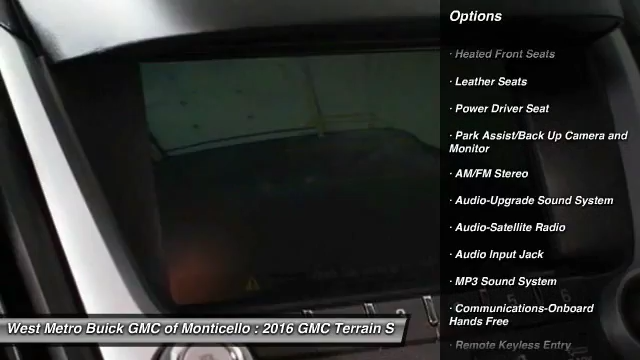 Options
· Heated Front Seats
· Leather Seats
· Power Driver Seat
· Park Assist/Back Up Camera and
Monitor
· AM/FM Stereo
· Audio-Upgrade Sound System
· Audio-Satellite Radio
· Audio Input Jack
· MP3 Sound System
· Communications-Onboard
Hands Free
· Remote Keyless Entry
West Metro Buick GMC of Monticello : 2016 GMC Terrain S